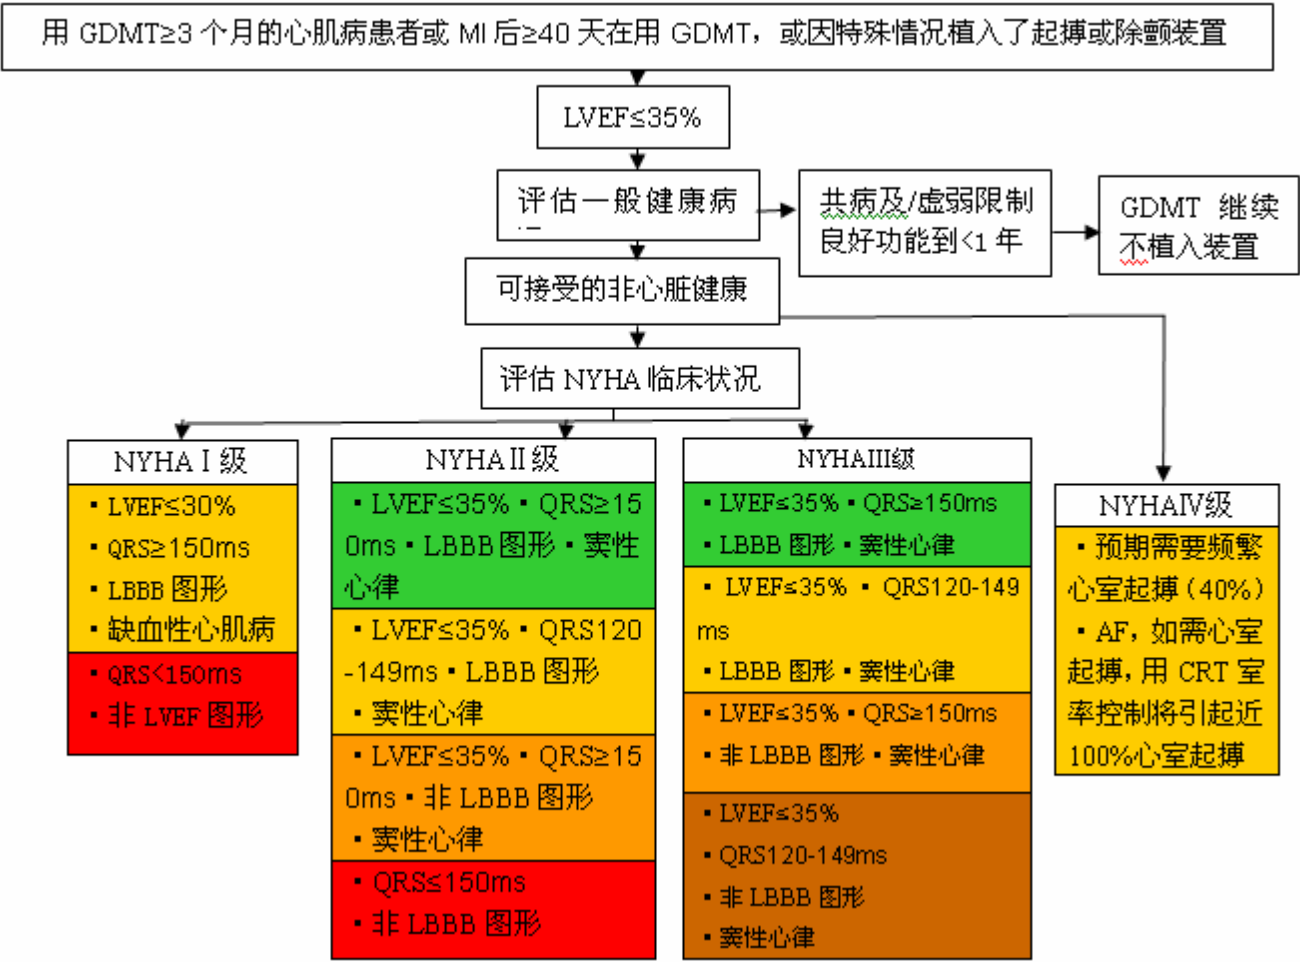 用 GDMT≥3 个月的心肌病患者或 MI 后≥40 天在用 GDMT，或因特殊情况植入了起搏或除颤装置
LVEF≤35%
评估一般健康病
共病及/虚弱限制
良好功能到<1 年
GDMT 继续
不植入装置
可接受的非心脏健康
评估 NYHA 临床状况
NYHAⅠ级
▪ LVEF≤30%
▪ QRS≥150ms
▪ LBBB 图形
▪ 缺血性心肌病
▪ QRS<150ms
▪ 非 LVEF 图形
NYHAⅡ级
▪ LVEF≤35%▪ QRS≥15
0ms▪ LBBB 图形▪ 窦性
心律
▪ LVEF≤35%▪ QRS120
-149ms▪ LBBB 图形
▪ 窦性心律
▪ LVEF≤35%▪ QRS≥15
0ms▪ 非 LBBB 图形
▪ 窦性心律
▪ QRS≤150ms
▪ 非 LBBB 图形
NYHAIII级
▪ LVEF≤35%▪ QRS≥150ms
▪ LBBB 图形▪ 窦性心律
▪ LVEF≤35% ▪ QRS120-149
ms
▪ LBBB 图形▪ 窦性心律
▪ LVEF≤35%▪ QRS≥150ms
▪ 非 LBBB 图形▪ 窦性心律
▪ LVEF≤35%
▪ QRS120-149ms
▪ 非 LBBB 图形
▪ 窦性心律
NYHAⅣ级
▪ 预期需要频繁
心室起搏（40%）
▪ AF，如需心室
起搏，用 CRT 室
率控制将引起近
100%心室起搏